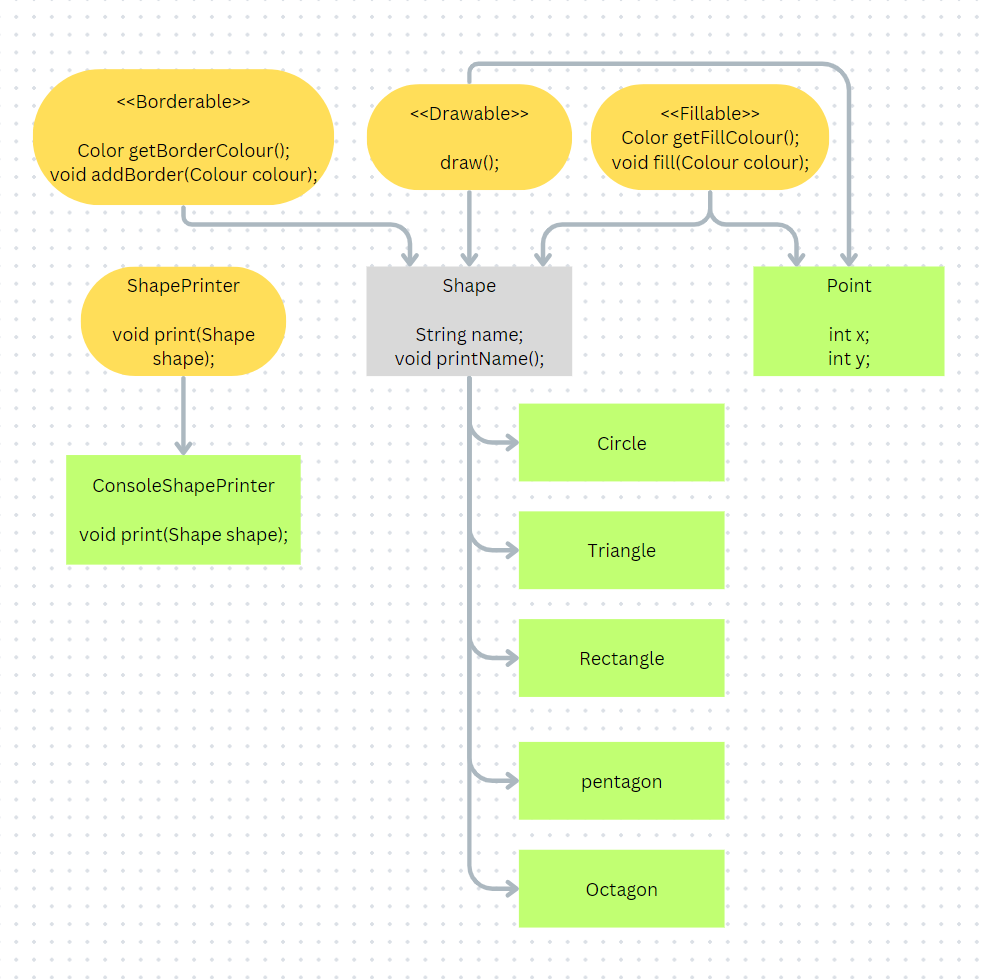 <<Borderable>>
Color getBorderColour();
void addBorder(Colour colour);
<<Drawable>>
draw();
<<Fillable>>
Color getFillColour();
void fill(Colour colour);
ShapePrinter
void print(Shape
shape);
Shape
String name;
void printName();
Point
int x;
int y;
ConsoleShapePrinter
void print(Shape shape);
Circle
Triangle
Rectangle
pentagon
Octagon